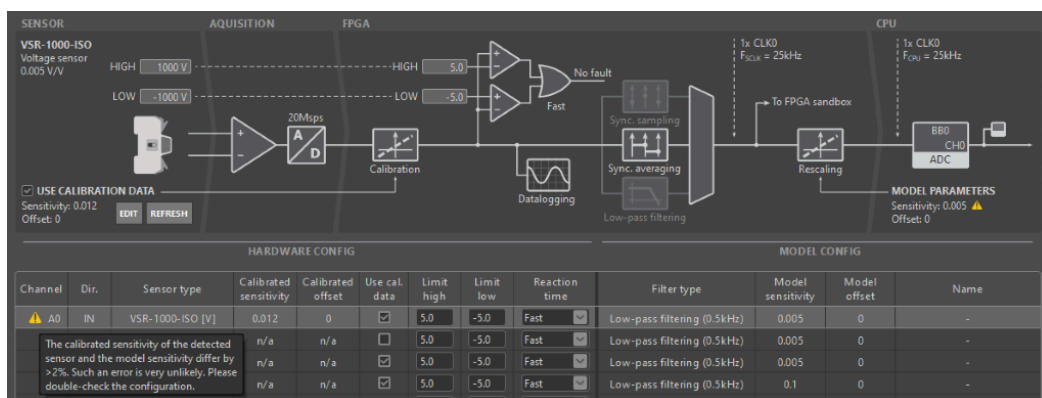 SENSOR
AQUISITION
FPGA
CPU
VSR-1000-ISO
Voltage sensor
0.005 V/V
HIGH 1000 V
HIGH 5.0
LOW -1000 V
LOW -5.0
+
-
+
-
No fault
Fast
1x CLK0
FSCLK = 25kHz
1x CLK0
FCPU = 25kHz
To FPGA sandbox
20Msps
+
-
A
D
Calibration
Datalogging
Sync. sampling
Sync. averaging
Low-pass filtering
Rescaling
BB0
CH0
ADC
USE CALIBRATION DATA
Sensitivity: 0.012
Offset: 0
EDIT REFRESH
MODEL PARAMETERS
Sensitivity: 0.005
Offset: 0
HARDWARE CONFIG
MODEL CONFIG
Channel Dir. Sensor type Calibrated sensitivity Calibrated offset Use cal. data Limit high Limit low Reaction time Filter type Model sensitivity Model offset Name
A0 IN VSR-1000-ISO [V] 0.012 0 5.0 -5.0 Fast Low-pass filtering (0.5kHz) 0.005 0 -
n/a n/a 5.0 -5.0 Fast Low-pass filtering (0.5kHz) 0.005 0 -
n/a n/a 5.0 -5.0 Fast Low-pass filtering (0.5kHz) 0.005 0 -
n/a n/a 5.0 -5.0 Fast Low-pass filtering (0.5kHz) 0.1 0 -
The calibrated sensitivity of the detected
sensor and the model sensitivity differ by
>2%. Such an error is very unlikely. Please
double-check the configuration.